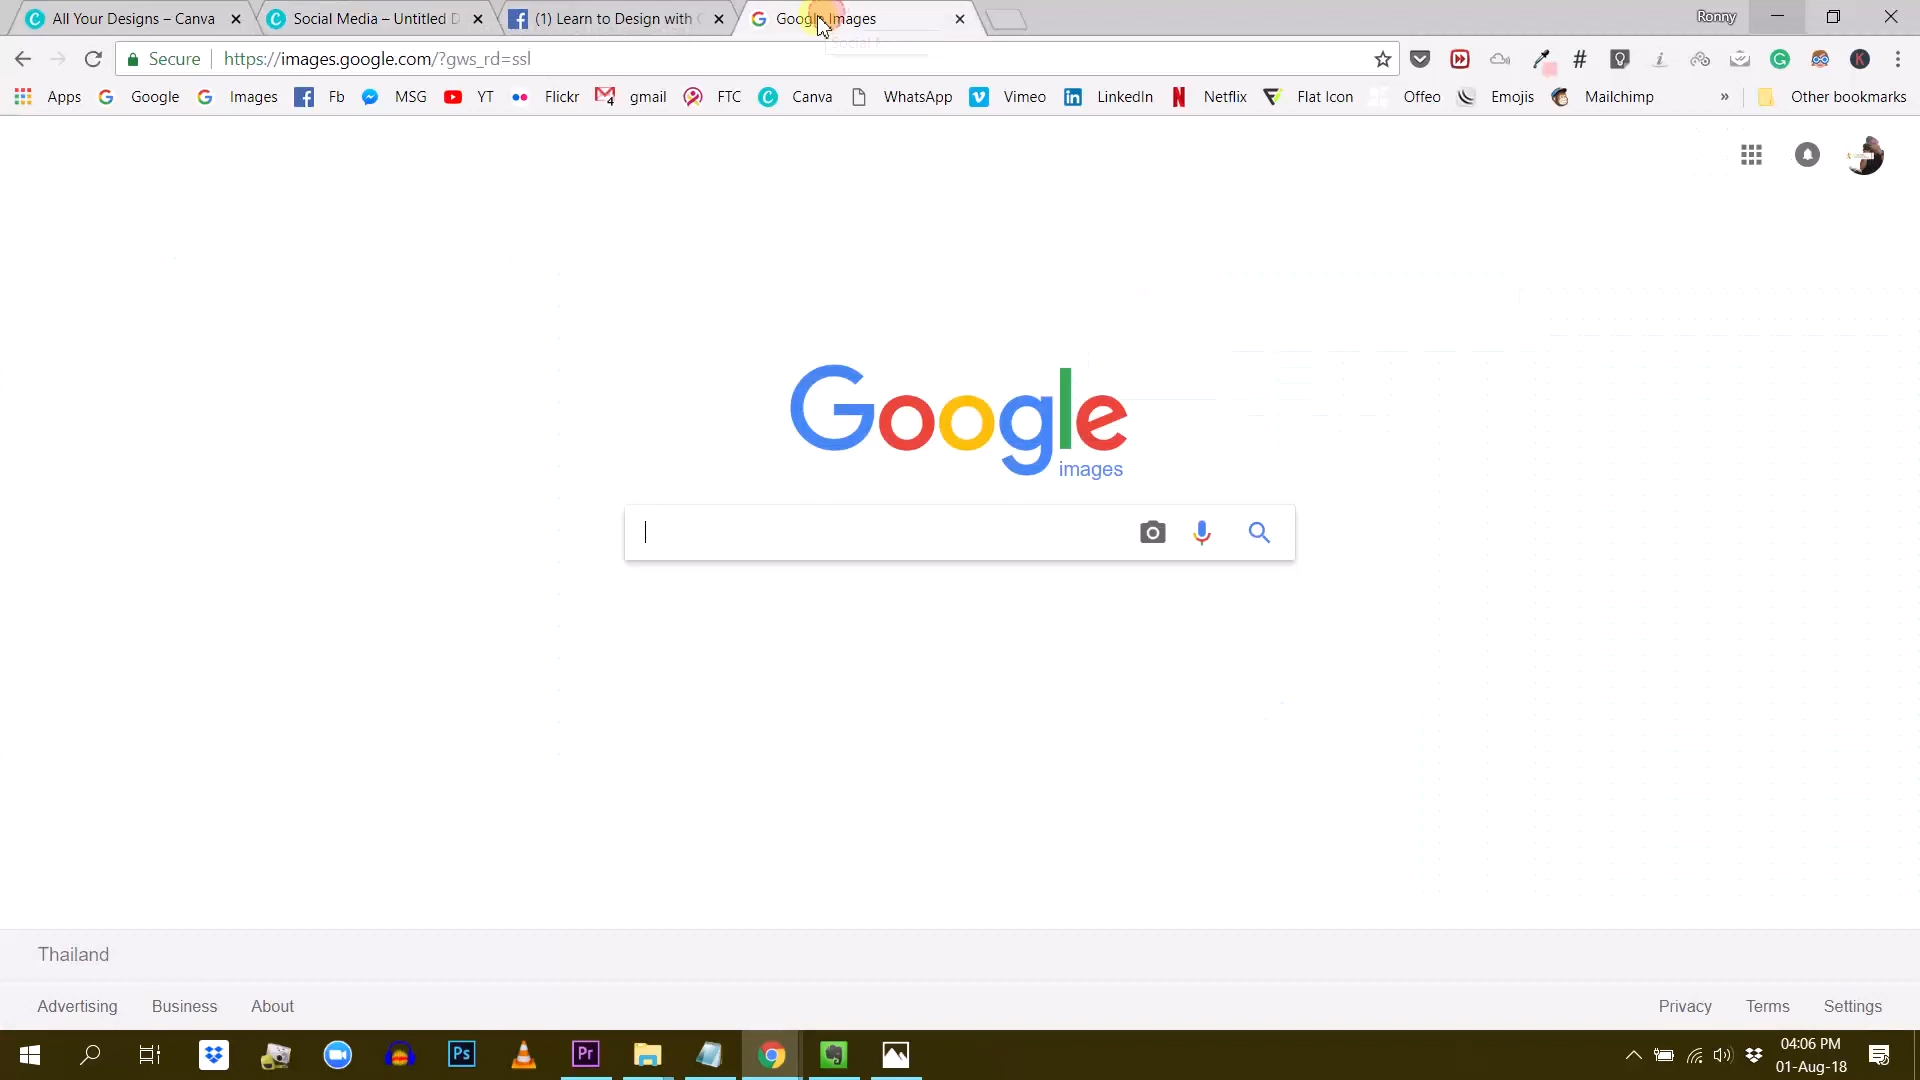 All Your Designs – Canva
Social Media – Untitled D
(1) Learn to Design with
Google Images
Ronny
Secure
https://images.google.com/?gws_rd=ssl
Apps
Google
Images
Fb
MSG
YT
Flickr
gmail
FTC
Canva
WhatsApp
Vimeo
LinkedIn
Netflix
Flat Icon
Offeo
Emojis
Mailchimp
»
Other bookmarks
Google
images
Thailand
Advertising
Business
About
Privacy
Terms
Settings
Ps
Pr
04:06 PM
01-Aug-18